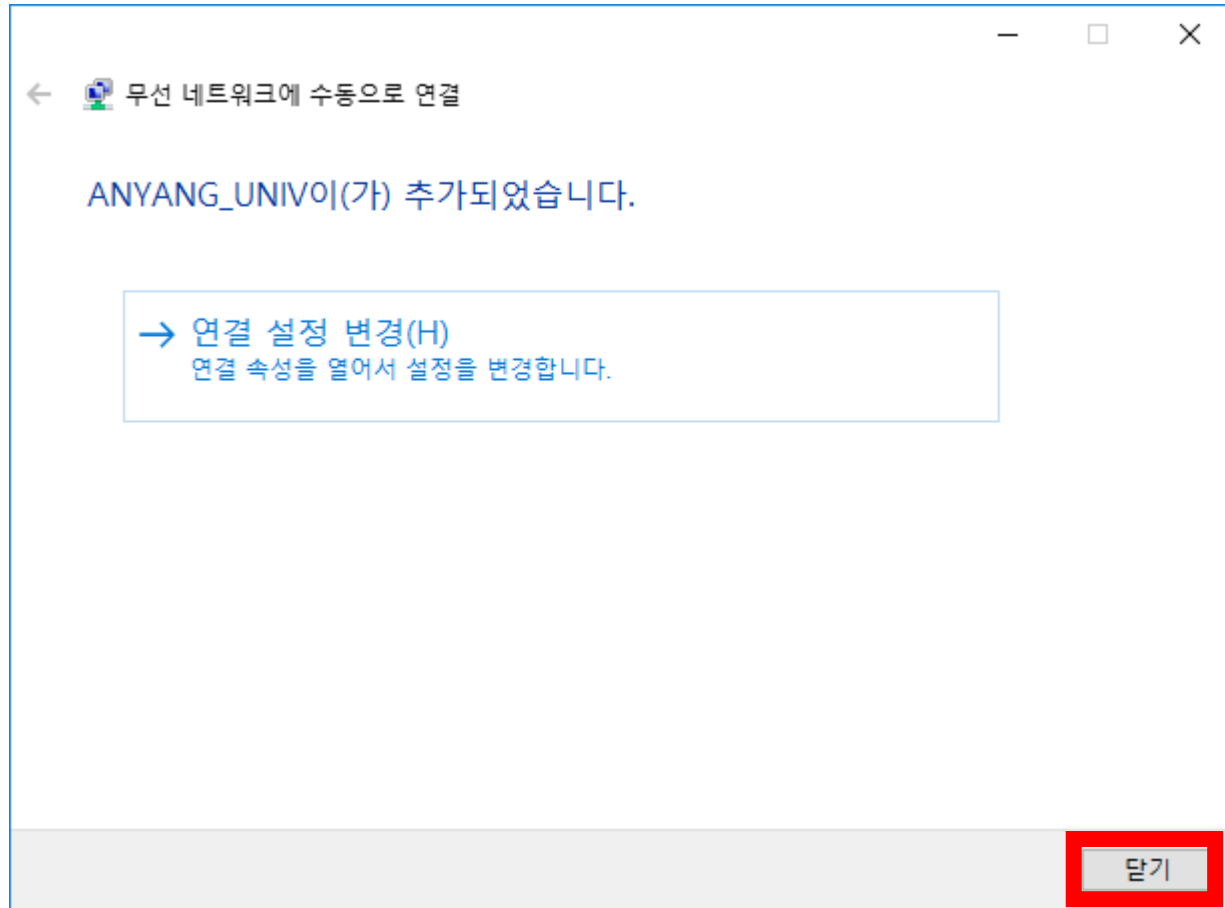 무선 네트워크에 수동으로 연결
ANYANG_UNIV이(가) 추가되었습니다.
연결 설정 변경(H)
연결 속성을 열어서 설정을 변경합니다.
닫기